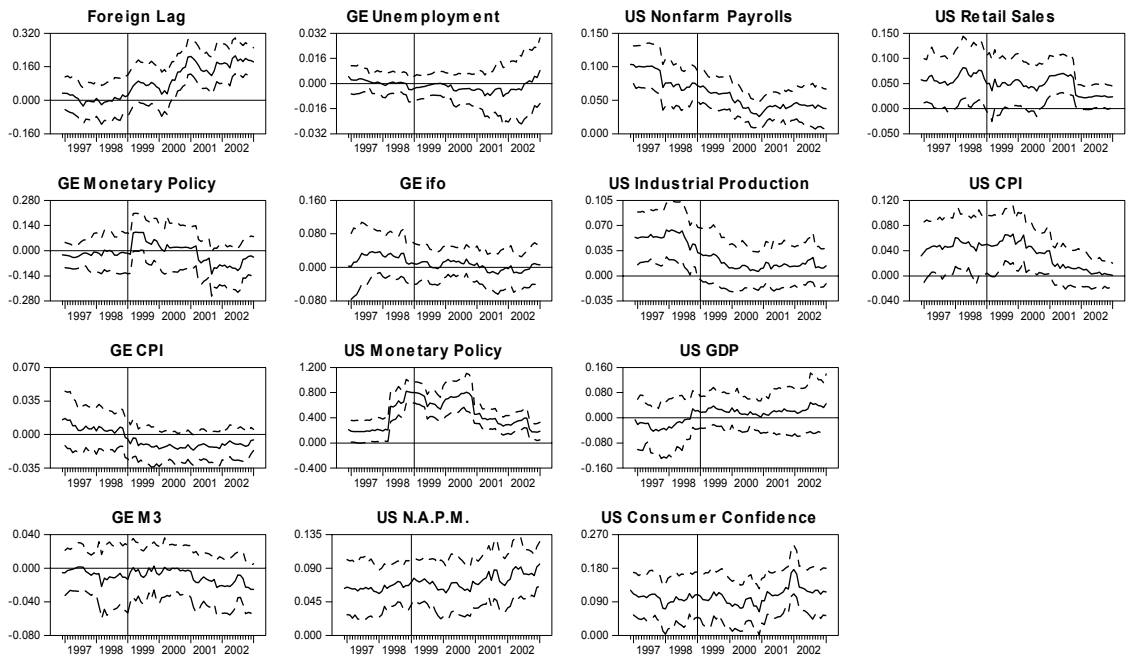 Foreign Lag
GE Unemployment
US Nonfarm Payrolls
US Retail Sales
0.320
0.160
0.000
-0.160
0.032
0.016
0.000
-0.016
-0.032
0.150
0.100
0.050
0.000
0.150
0.100
0.050
0.000
-0.050
1997 1998 1999 2000 2001 2002
1997 1998 1999 2000 2001 2002
1997 1998 1999 2000 2001 2002
1997 1998 1999 2000 2001 2002
GE Monetary Policy
GE ifo
US Industrial Production
US CPI
0.280
0.140
0.000
-0.140
-0.280
0.160
0.080
0.000
-0.080
0.105
0.070
0.035
0.000
-0.035
0.120
0.080
0.040
0.000
-0.040
1997 1998 1999 2000 2001 2002
1997 1998 1999 2000 2001 2002
1997 1998 1999 2000 2001 2002
1997 1998 1999 2000 2001 2002
GE CPI
US Monetary Policy
US GDP
0.070
0.035
0.000
-0.035
1.200
0.800
0.400
0.000
-0.400
0.160
0.080
0.000
-0.080
-0.160
1997 1998 1999 2000 2001 2002
1997 1998 1999 2000 2001 2002
1997 1998 1999 2000 2001 2002
GE M3
US N.A.P.M.
US Consumer Confidence
0.040
0.000
-0.040
-0.080
0.135
0.090
0.045
0.000
0.270
0.180
0.090
0.000
1997 1998 1999 2000 2001 2002
1997 1998 1999 2000 2001 2002
1997 1998 1999 2000 2001 2002